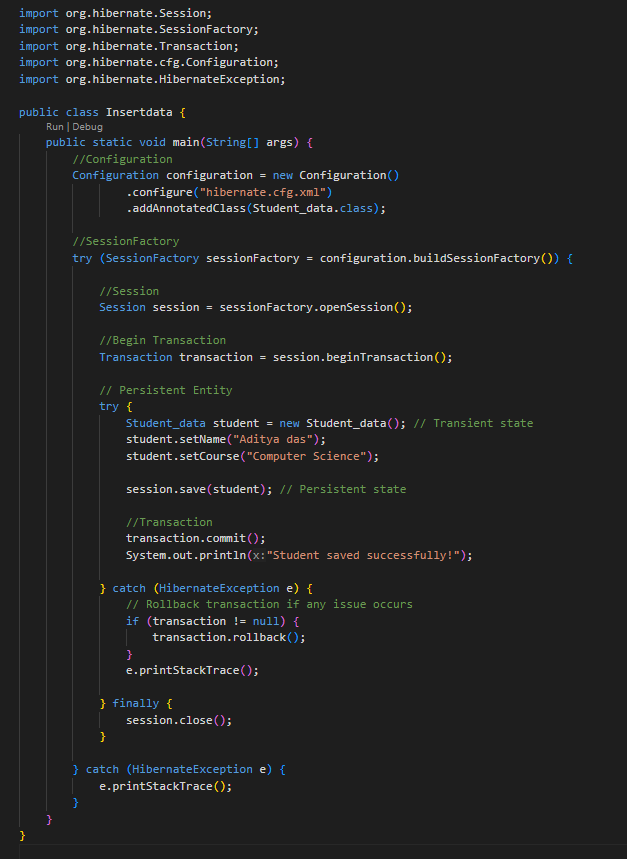 import org.hibernate.Session;
import org.hibernate.SessionFactory;
import org.hibernate.Transaction;
import org.hibernate.cfg.Configuration;
import org.hibernate.HibernateException;

public class Insertdata {
    Run | Debug
    public static void main(String[] args) {
        //Configuration
        Configuration configuration = new Configuration()
                .configure("hibernate.cfg.xml")
                .addAnnotatedClass(Student_data.class);

        //SessionFactory
        try (SessionFactory sessionFactory = configuration.buildSessionFactory()) {

            //Session
            Session session = sessionFactory.openSession();

            //Begin Transaction
            Transaction transaction = session.beginTransaction();

            // Persistent Entity
            try {
                Student_data student = new Student_data(); // Transient state
                student.setName("Aditya das");
                student.setCourse("Computer Science");

                session.save(student); // Persistent state

                //Transaction
                transaction.commit();
                System.out.println(x:"Student saved successfully!");

            } catch (HibernateException e) {
                // Rollback transaction if any issue occurs
                if (transaction != null) {
                    transaction.rollback();
                }
                e.printStackTrace();

            } finally {
                session.close();
            }

        } catch (HibernateException e) {
            e.printStackTrace();
        }
    }
}